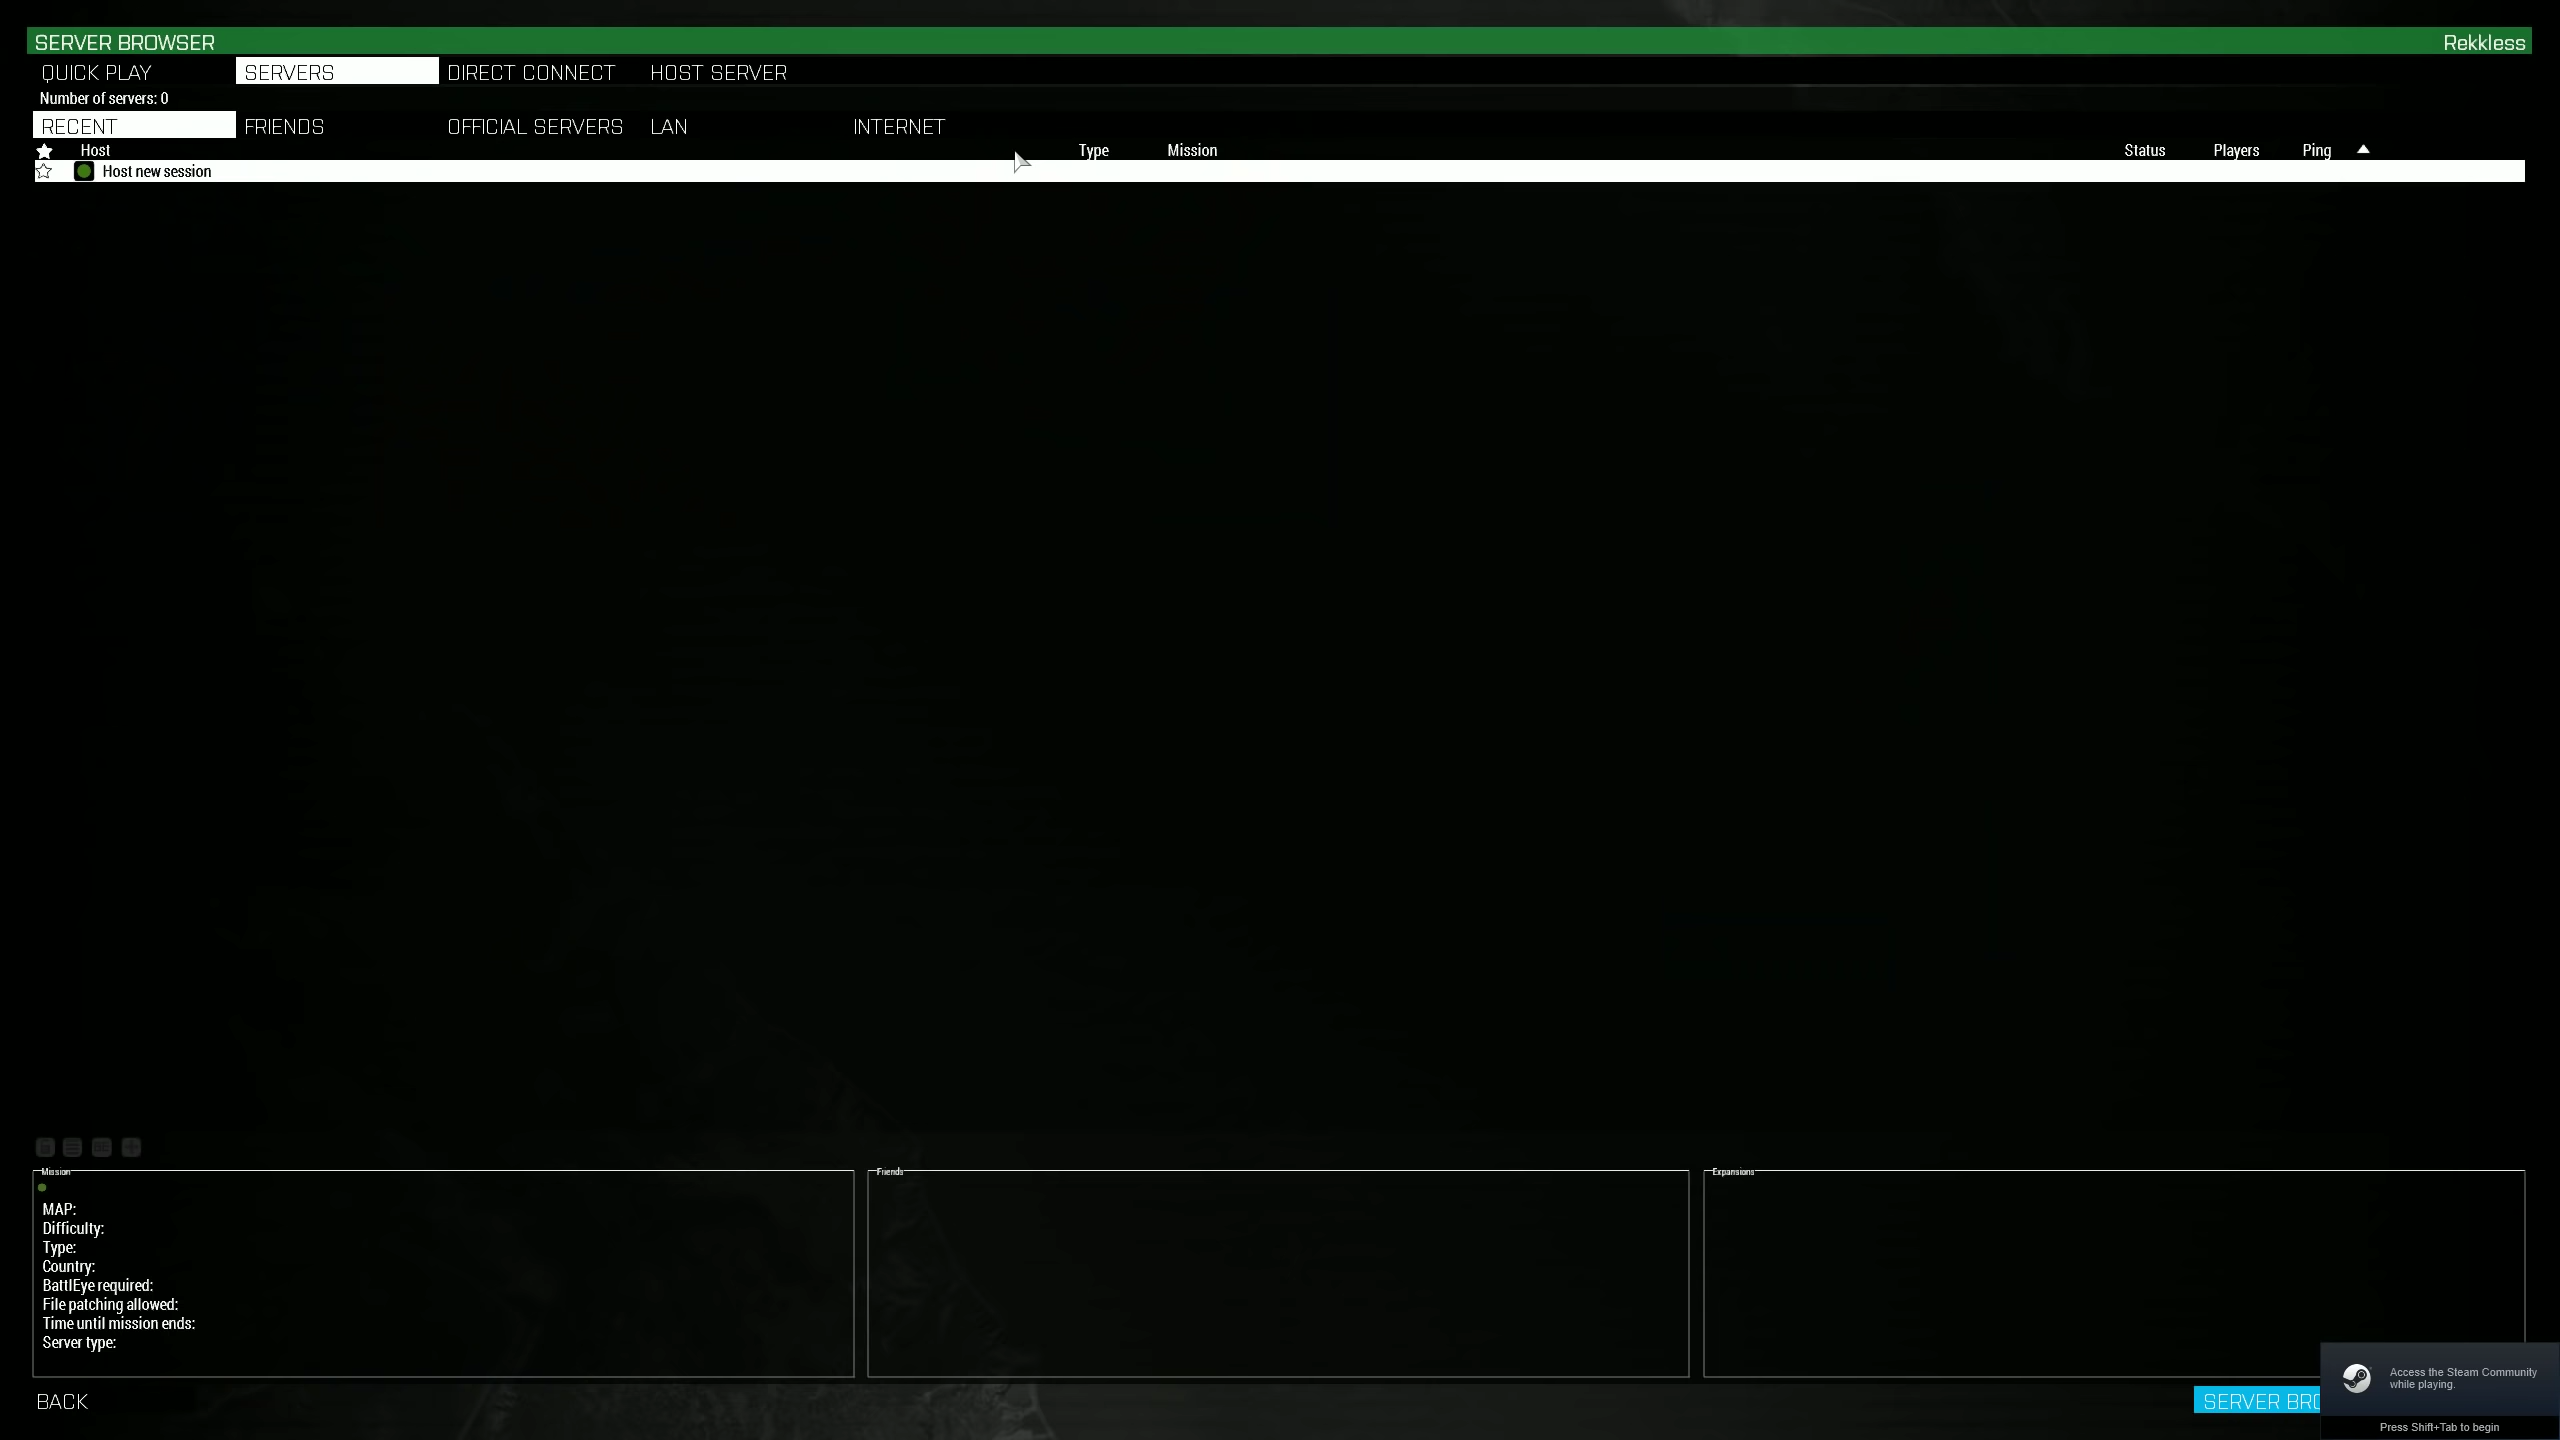 SERVER BROWSER Rekkless
QUICK PLAY SERVERS DIRECT CONNECT HOST SERVER
Number of servers: 0
RECENT FRIENDS OFFICIAL SERVERS LAN INTERNET
Host Type Mission Status Players Ping
Host new session
Mission Friends Expansions
MAP:
Difficulty:
Type:
Country:
BattlEye required:
File patching allowed:
Time until mission ends:
Server type:
Access the Steam Community
while playing.
BACK SERVER BRO
Press Shift+Tab to begin